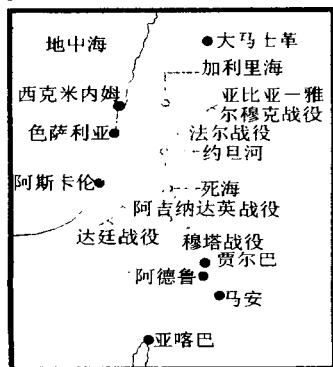 地中海
大马士革
加利里海
西克米内姆
亚比亚－雅
尔穆克战役
色萨利亚
法尔战役
约旦河
阿斯卡伦
死海
阿吉纳达英战役
达廷战役
穆塔战役
贾尔巴
阿德鲁
马安
亚喀巴